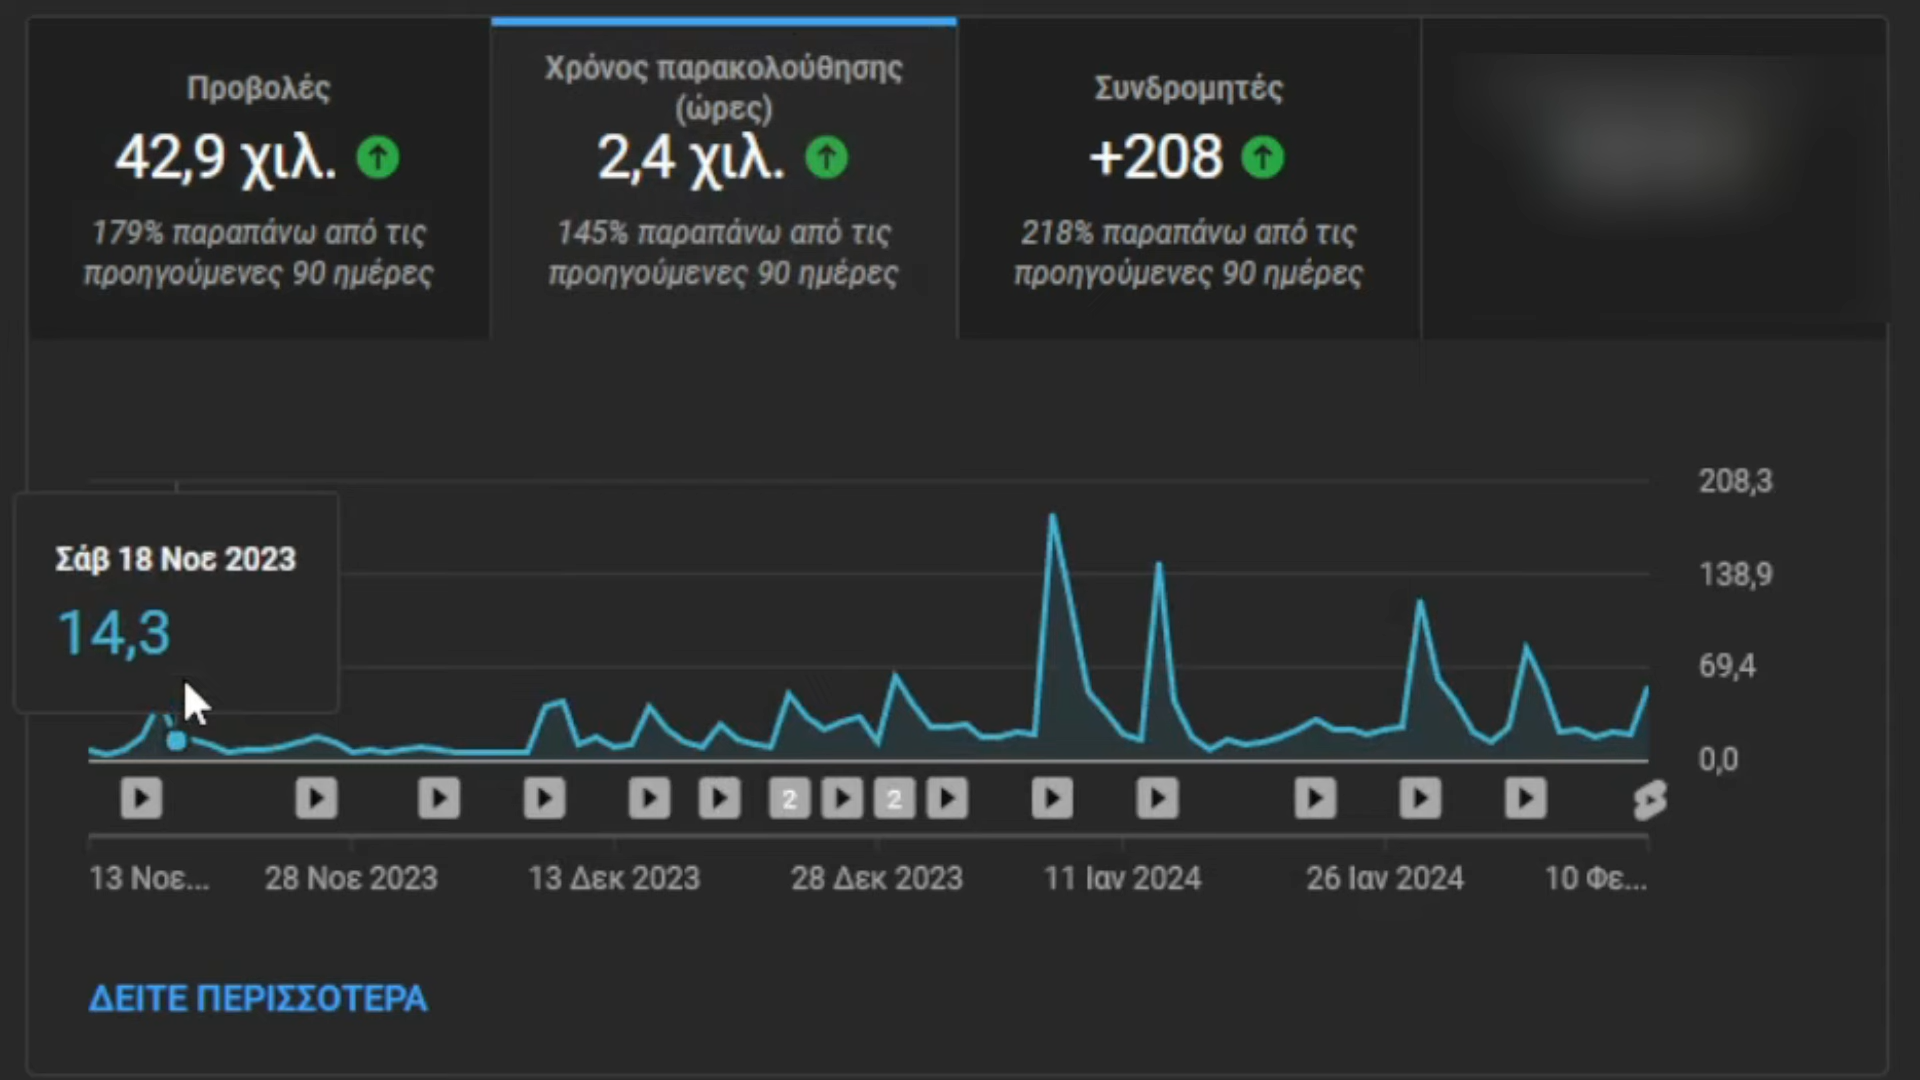 Προβολές
42,9 χιλ.
179% παραπάνω από τις
προηγούμενες 90 ημέρες
Χρόνος παρακολούθησης
(ώρες)
2,4 χιλ.
145% παραπάνω από τις
προηγούμενες 90 ημέρες
Συνδρομητές
+208
218% παραπάνω από τις
προηγούμενες 90 ημέρες
208,3
138,9
69,4
0,0
Σάβ 18 Νοε 2023
14,3
2
2
13 Νοε...
28 Νοε 2023
13 Δεκ 2023
28 Δεκ 2023
11 Ιαν 2024
26 Ιαν 2024
10 Φε...
ΔΕΙΤΕ ΠΕΡΙΣΣΟΤΕΡΑ